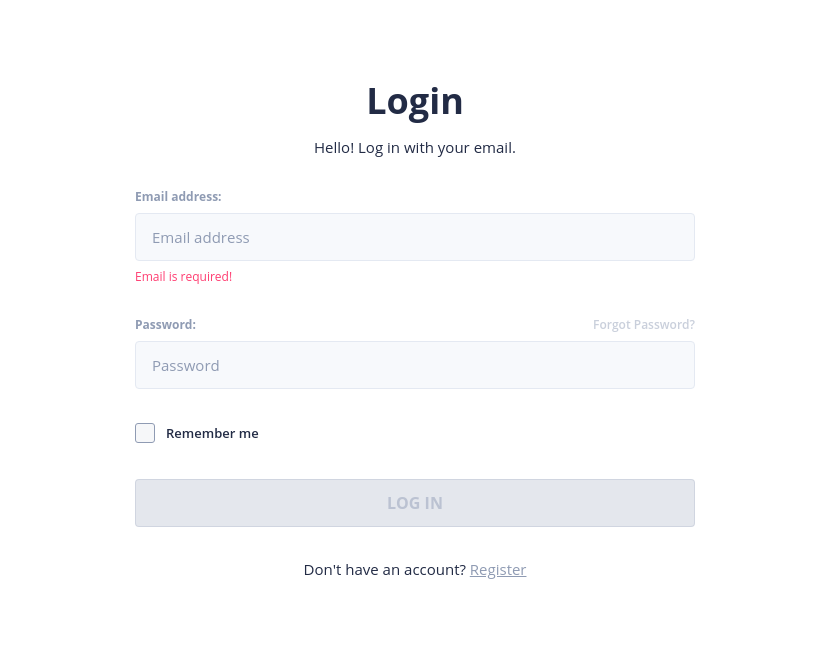 Login
Hello! Log in with your email.
Email address:
Email address
Email is required!
Password: Forgot Password?
Password
Remember me
LOG IN
Don't have an account? Register